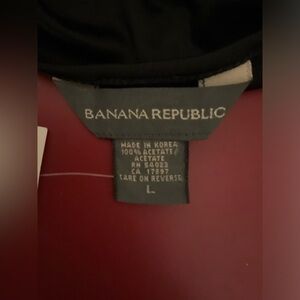 BANANA REPUBLIC
MADE IN KOREA
100% ACETATE/
ACETATE
RN 54023
CA 17897
CARE ON REVERSE
L